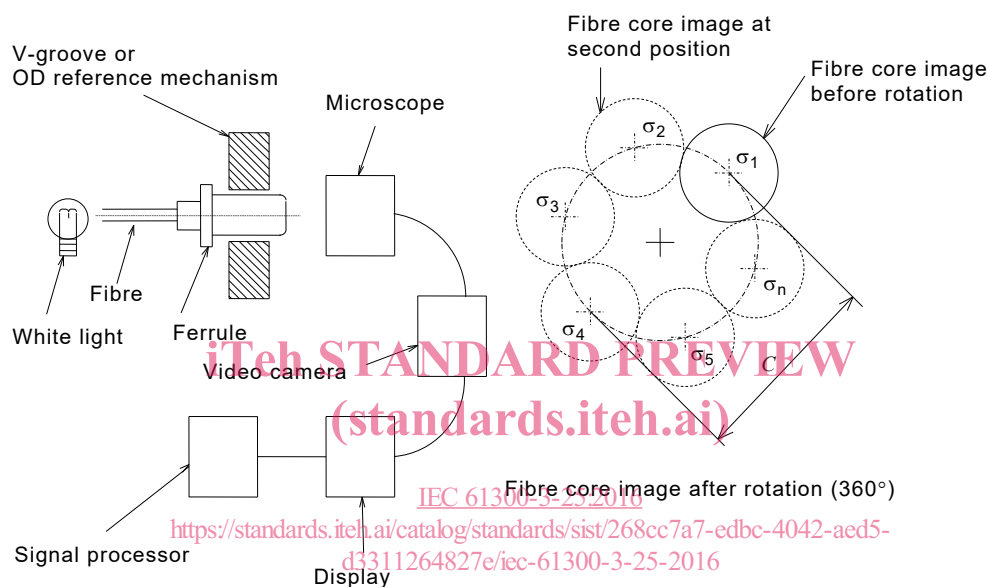 Fibre core image at
second position
V-groove or
OD reference mechanism
Fibre core image
before rotation
Microscope
σ2
σ1
σ3
σn
Fibre
σ4
White light
Ferrule
σ5
C
iTeh STANDARD PREVIEW
Video camera
(standards.iteh.ai)
Fibre core image after rotation (360°)
IEC 61300-3-25:2016
https://standards.iteh.ai/catalog/standards/sist/268cc7a7-edbc-4042-aed5-
d3311264827e/iec-61300-3-25-2016
Signal processor
Display